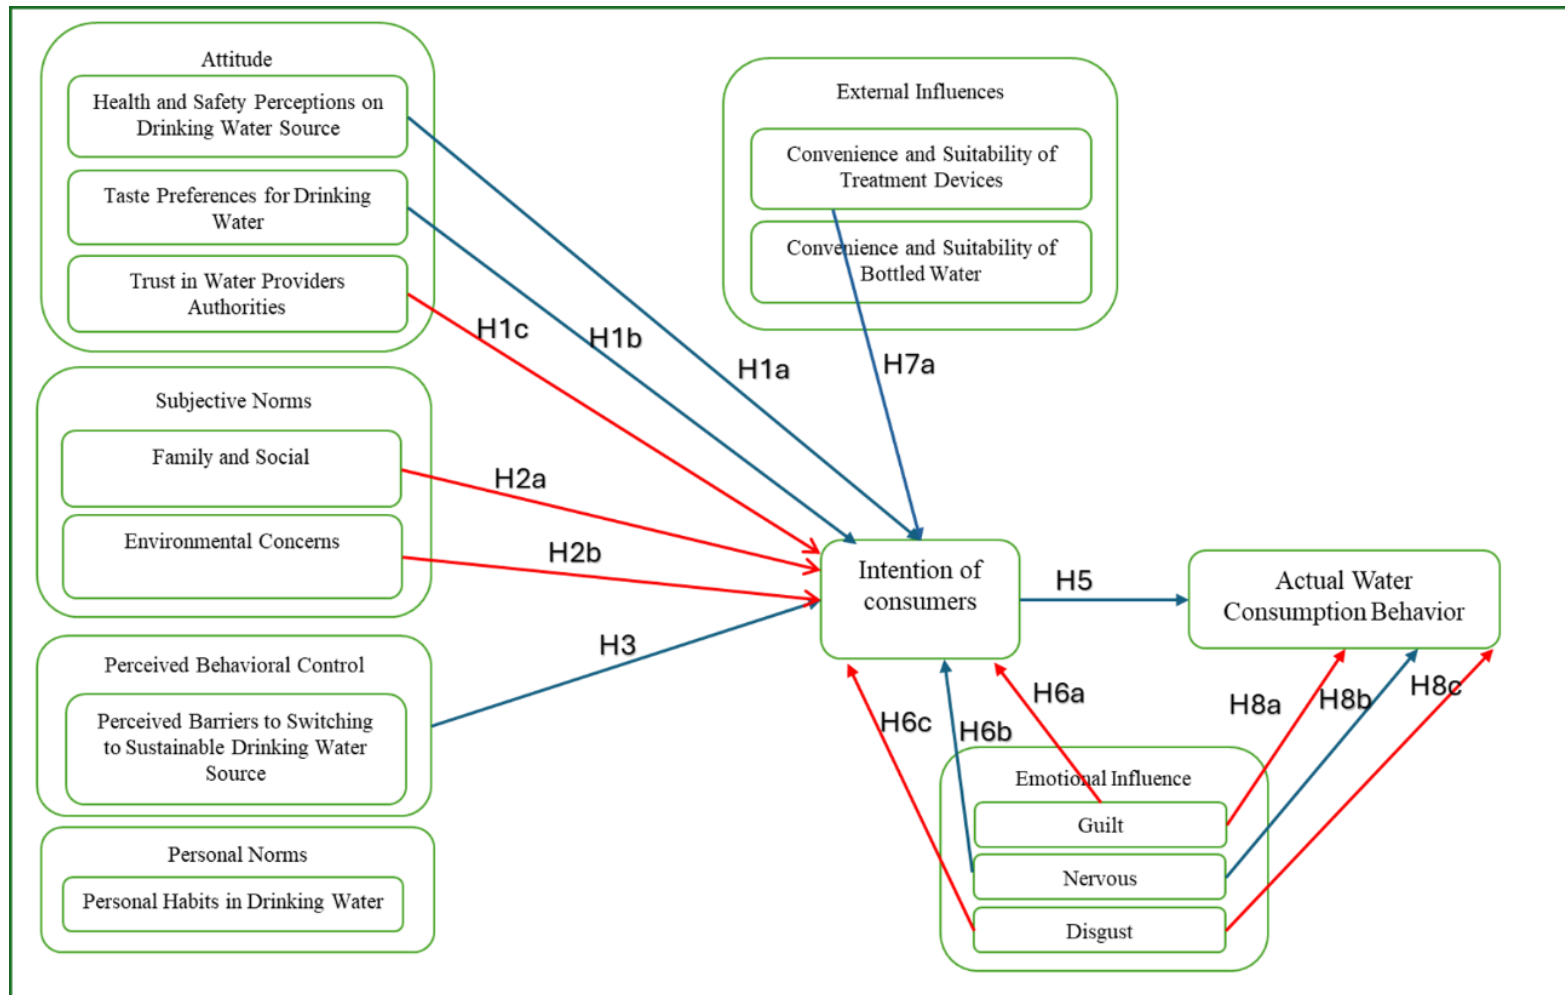 Attitude
Health and Safety Perceptions on
Drinking Water Source
Taste Preferences for Drinking
Water
Trust in Water Providers
Authorities
Subjective Norms
Family and Social
Environmental Concerns
Perceived Behavioral Control
Perceived Barriers to Switching
to Sustainable Drinking Water
Source
Personal Norms
Personal Habits in Drinking Water
External Influences
Convenience and Suitability of
Treatment Devices
Convenience and Suitability of
Bottled Water
H1c
H1b
H1a
H7a
H2a
H2b
H3
Intention of
consumers
H5
Actual Water
Consumption Behavior
H6c
H6b
H6a
H8a
H8b
H8c
Emotional Influence
Guilt
Nervous
Disgust